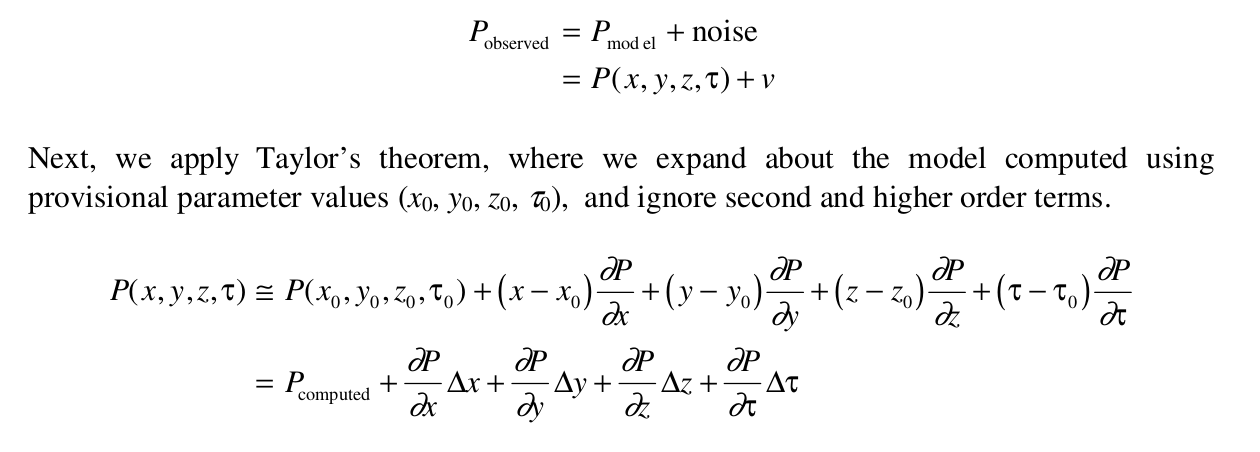 P_observed = P_mod el + noise
= P(x, y, z, τ) + v
Next, we apply Taylor's theorem, where we expand about the model computed using
provisional parameter values (x₀, y₀, z₀, τ₀), and ignore second and higher order terms.
P(x, y, z, τ) ≅ P(x₀, y₀, z₀, τ₀) + (x − x₀) ∂P/∂x + (y − y₀) ∂P/∂y + (z − z₀) ∂P/∂z + (τ − τ₀) ∂P/∂τ
= P_computed + ∂P/∂x Δx + ∂P/∂y Δy + ∂P/∂z Δz + ∂P/∂τ Δτ